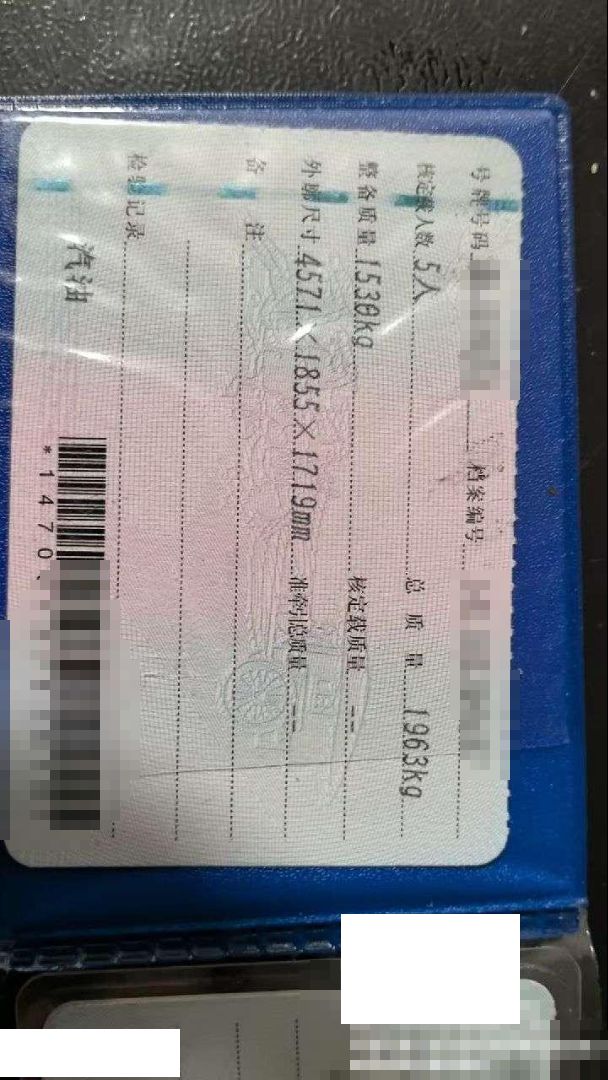 号牌号码 档案编号
核定载人数 5人 总质量 1963kg
整备质量 1530kg 核定载质量 --
外廓尺寸 4571×1855×1719mm 准牵引总质量 --
备注
检验记录
汽油
*1470